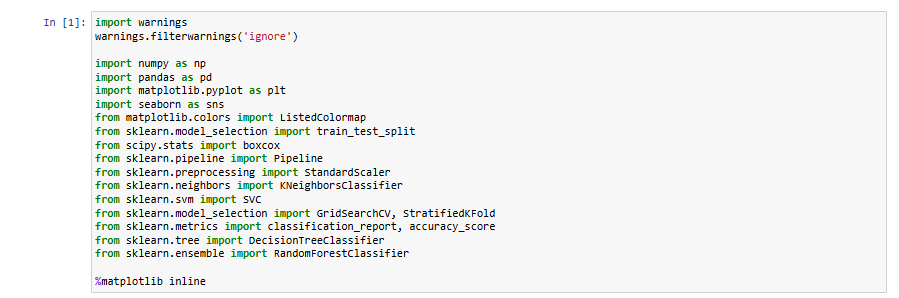 In [1]: import warnings
warnings.filterwarnings('ignore')
import numpy as np
import pandas as pd
import matplotlib.pyplot as plt
import seaborn as sns
from matplotlib.colors import ListedColormap
from sklearn.model_selection import train_test_split
from scipy.stats import boxcox
from sklearn.pipeline import Pipeline
from sklearn.preprocessing import StandardScaler
from sklearn.neighbors import KNeighborsClassifier
from sklearn.svm import SVC
from sklearn.model_selection import GridSearchCV, StratifiedKFold
from sklearn.metrics import classification_report, accuracy_score
from sklearn.tree import DecisionTreeClassifier
from sklearn.ensemble import RandomForestClassifier
%matplotlib inline